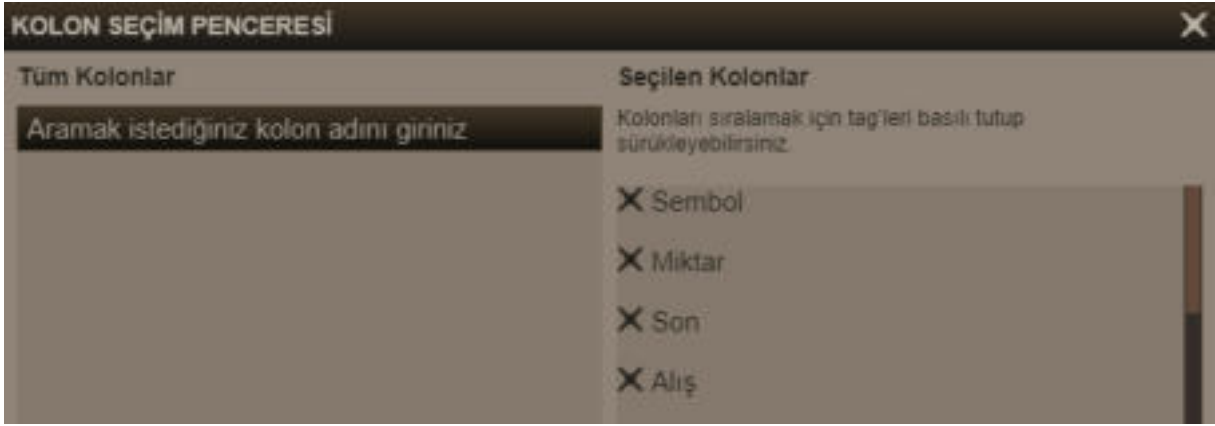 KOLON SEÇİM PENCERESİ
Tüm Kolonlar
Aramak istediğiniz kolon adını giriniz
Seçilen Kolonlar
Kolonları sıralamak için tag'leri basılı tutup
sürükleyebilirsiniz.
Sembol
Miktar
Son
Alış